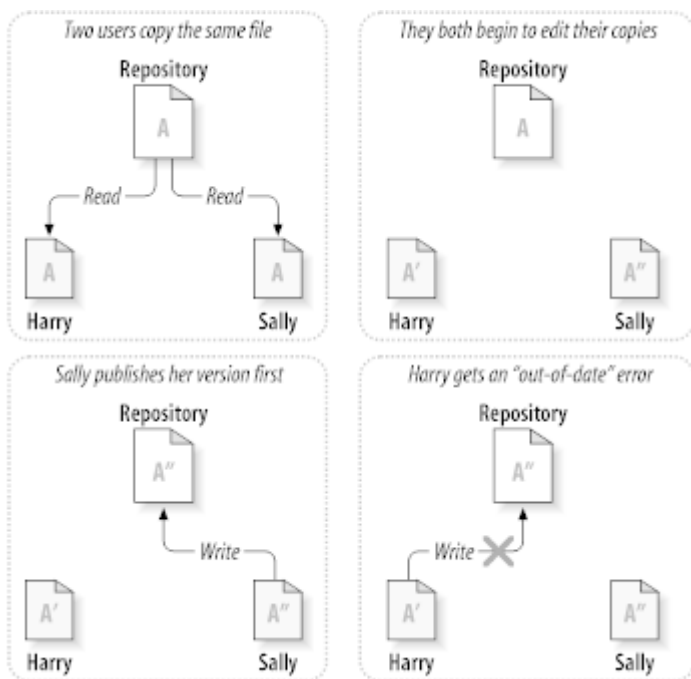 Two users copy the same file
Repository
A
Read
Read
A
A
Harry
Sally
They both begin to edit their copies
Repository
A
A′
A″
Harry
Sally
Sally publishes her version first
Repository
A″
Write
A′
A″
Harry
Sally
Harry gets an “out-of-date” error
Repository
A″
Write
A′
A″
Harry
Sally